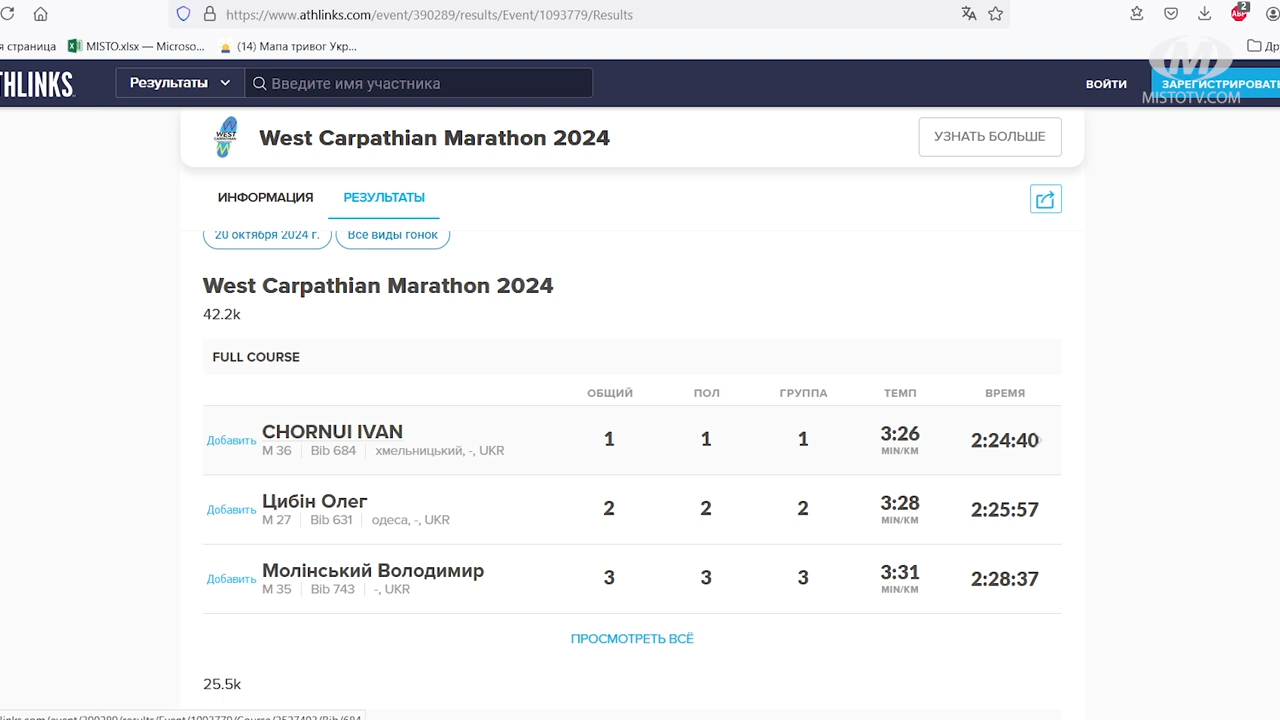 https://www.athlinks.com/event/390289/results/Event/1093779/Results
я страница MISTO.xlsx — Microso... (14) Мапа тривог Укр... Др
THLINKS Результаты Введите имя участника ВОЙТИ ЗАРЕГИСТРИРОВАТЬ
MISTOTV.COM
WEST CARPATHIAN
West Carpathian Marathon 2024 УЗНАТЬ БОЛЬШЕ
ИНФОРМАЦИЯ РЕЗУЛЬТАТЫ
20 октября 2024 г. Все виды гонок
West Carpathian Marathon 2024
42.2k
FULL COURSE
ОБЩИЙ ПОЛ ГРУППА ТЕМП ВРЕМЯ
Добавить CHORNUI IVAN 1 1 1 3:26 2:24:40
M 36 Bib 684 хмельницький, -, UKR MIN/KM
Добавить Цибін Олег 2 2 2 3:28 2:25:57
M 27 Bib 631 одеса, -, UKR MIN/KM
Добавить Молінський Володимир 3 3 3 3:31 2:28:37
M 35 Bib 743 -, UKR MIN/KM
ПРОСМОТРЕТЬ ВСЁ
25.5k